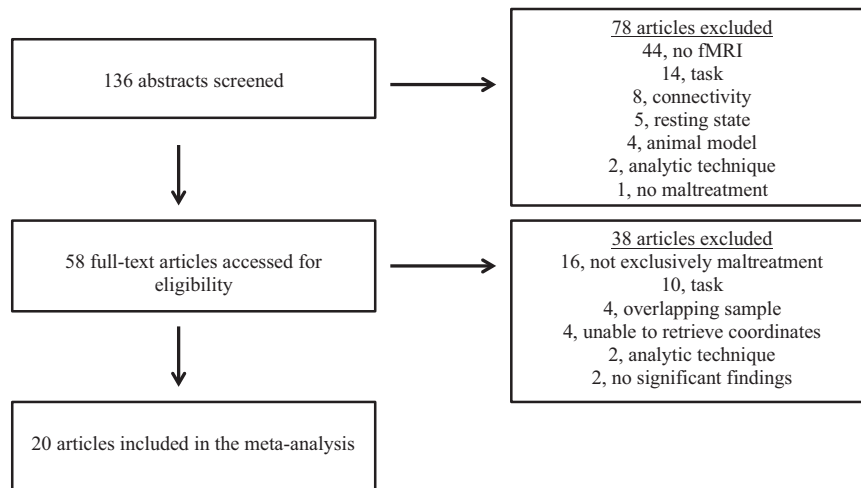 136 abstracts screened
78 articles excluded
44, no fMRI
14, task
8, connectivity
5, resting state
4, animal model
2, analytic technique
1, no maltreatment
58 full-text articles accessed for
eligibility
38 articles excluded
16, not exclusively maltreatment
10, task
4, overlapping sample
4, unable to retrieve coordinates
2, analytic technique
2, no significant findings
20 articles included in the meta-analysis